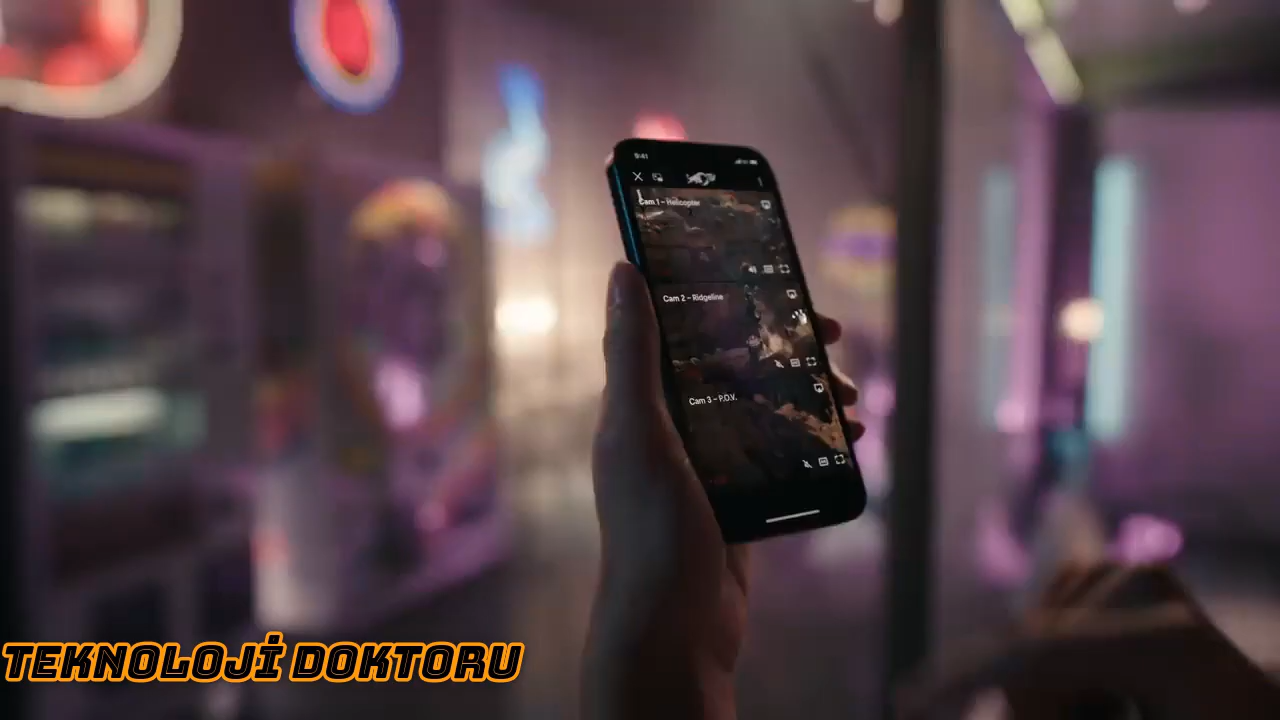 9:41
Cam 1 – Helicopter
Cam 2 – Ridgeline
Cam 3 – P.O.V.
TEKNOLOJİ DOKTORU